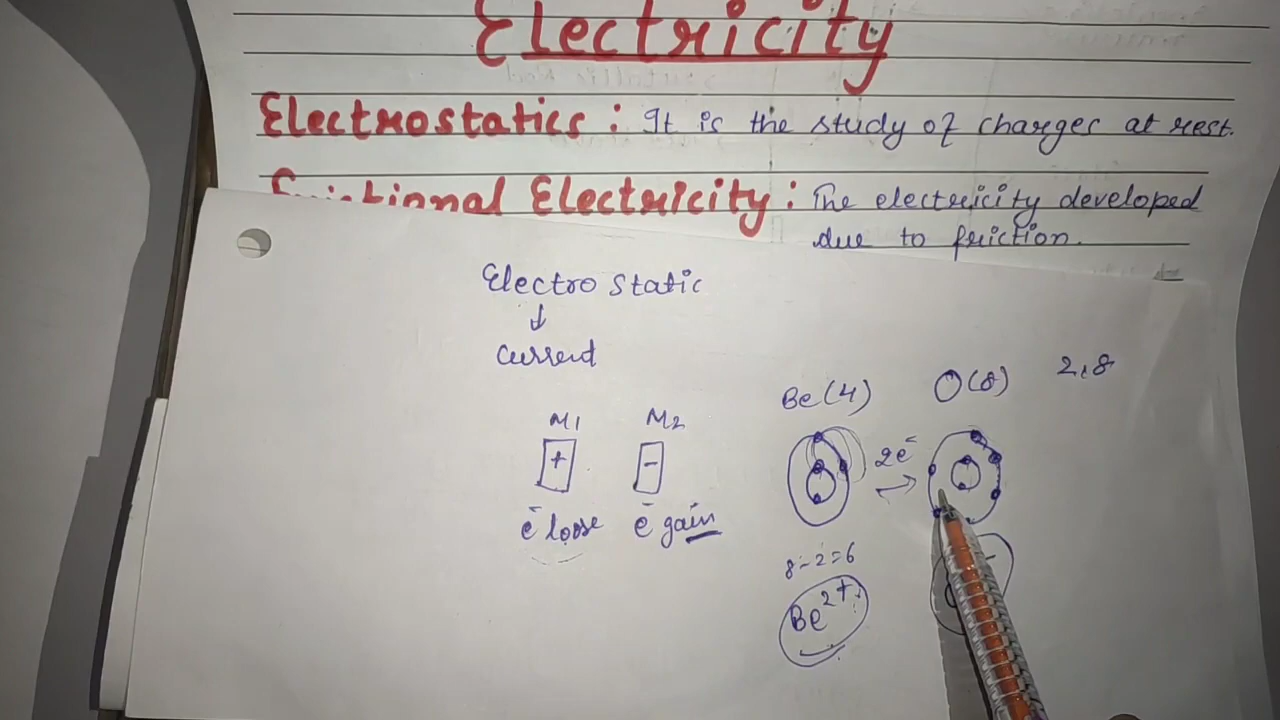 Electricity
Electrostatics : It is the study of charges at rest.
Frictional Electricity : The electricity developed
due to friction.
Electro Static
↓
Current
M1 M2
+ -
e- loose e- gain
Be(4) O(8) 2,8
2e-
→
8-2=6
Be2+